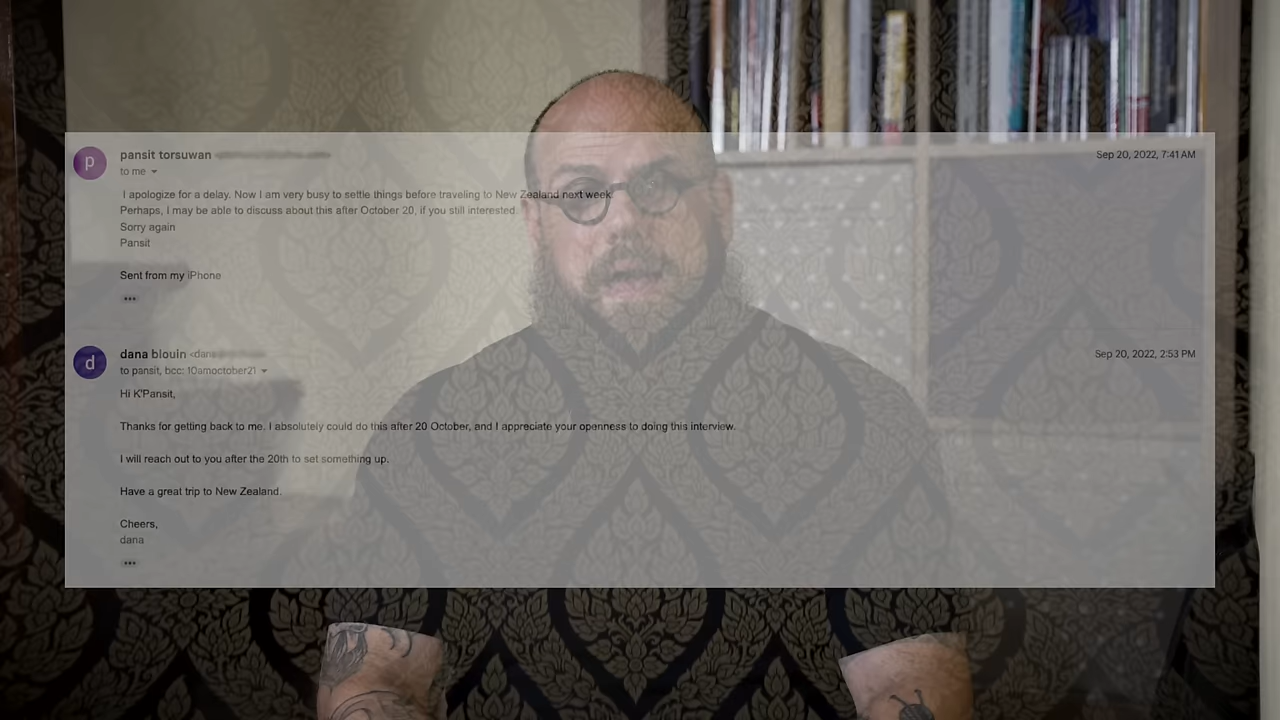 p
pansit torsuwan
Sep 20, 2022, 7:41 AM
to me
I apologize for a delay. Now I am very busy to settle things before traveling to New Zealand next week.
Perhaps, I may be able to discuss about this after October 20, if you still interested.
Sorry again
Pansit
Sent from my iPhone
•••
d
dana blouin <dana
Sep 20, 2022, 2:53 PM
to pansit, bcc: 10amoctober21
Hi K'Pansit,
Thanks for getting back to me. I absolutely could do this after 20 October, and I appreciate your openness to doing this interview.
I will reach out to you after the 20th to set something up.
Have a great trip to New Zealand.
Cheers,
dana
•••